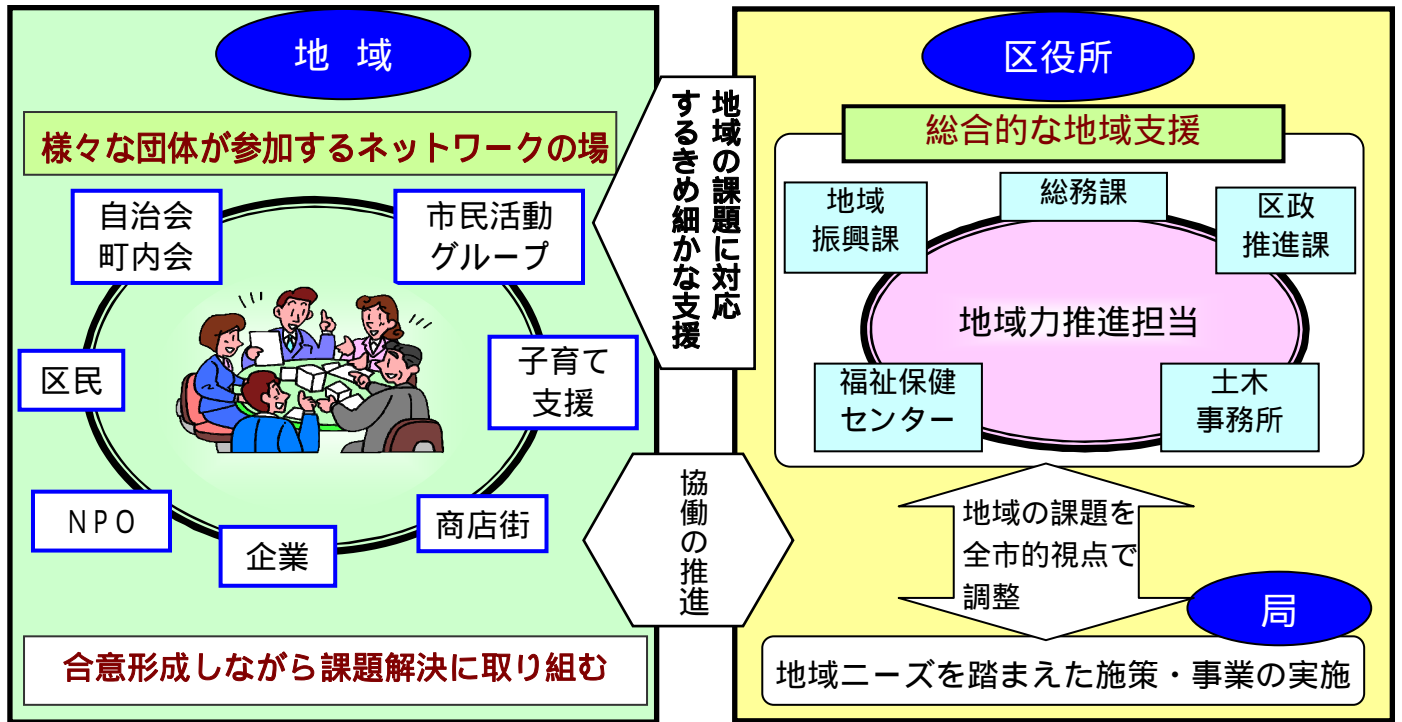 地 域
様々な団体が参加するネットワークの場
自治会
町内会
市民活動
グループ
区民
子育て
支援
NPO
企業
商店街
合意形成しながら課題解決に取り組む
地域の課題に対応
するきめ細かな支援
協働の推進
区役所
総合的な地域支援
地域
振興課
総務課
区政
推進課
地域力推進担当
福祉保健
センター
土木
事務所
地域の課題を
全市的視点で
調整
局
地域ニーズを踏まえた施策・事業の実施